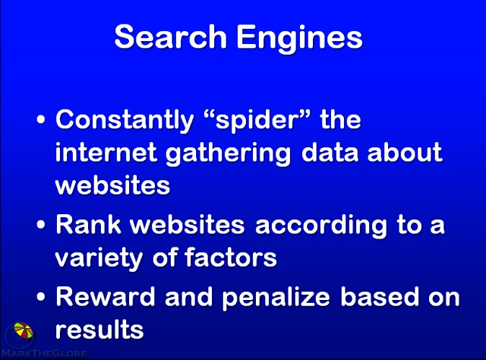 Search Engines
• Constantly “spider” the
internet gathering data about
websites
• Rank websites according to a
variety of factors
• Reward and penalize based on
results
MarkTheGlobe